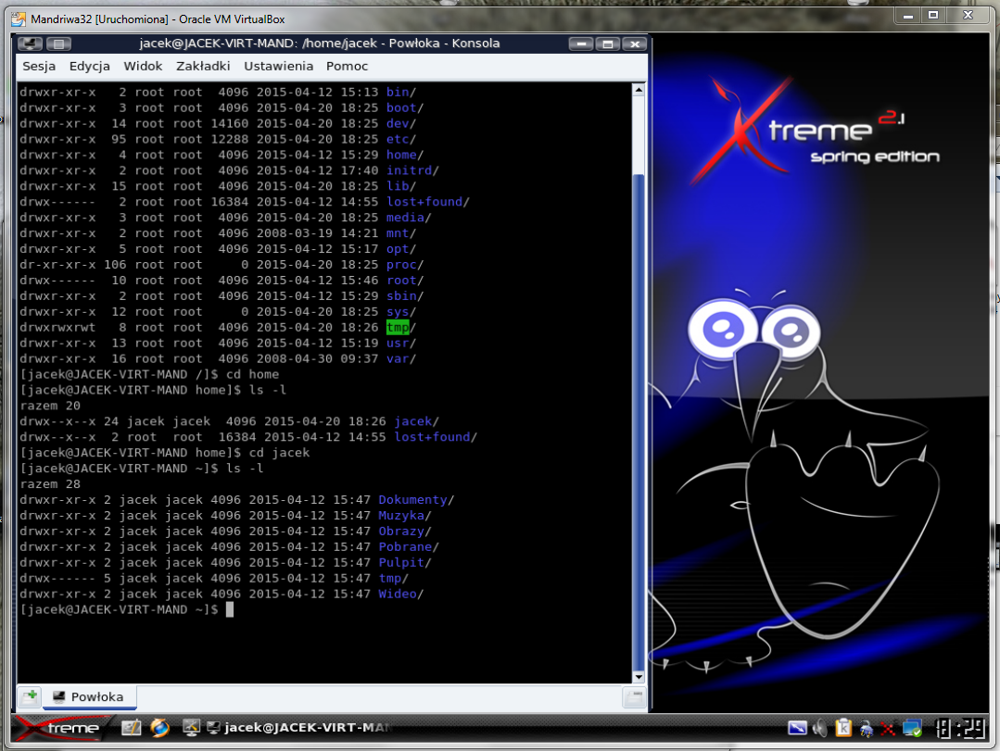 Mandriwa32 [Uruchomiona] - Oracle VM VirtualBox
jacek@JACEK-VIRT-MAND: /home/jacek - Powłoka - Konsola
Sesja Edycja Widok Zakładki Ustawienia Pomoc
drwxr-xr-x   2 root root  4096 2015-04-12 15:13 bin/
drwxr-xr-x   3 root root  4096 2015-04-20 18:25 boot/
drwxr-xr-x  14 root root 14160 2015-04-20 18:25 dev/
drwxr-xr-x  95 root root 12288 2015-04-20 18:25 etc/
drwxr-xr-x   4 root root  4096 2015-04-12 15:29 home/
drwxr-xr-x   2 root root  4096 2015-04-12 17:40 initrd/
drwxr-xr-x  15 root root  4096 2015-04-20 18:25 lib/
drwx------   2 root root 16384 2015-04-12 14:55 lost+found/
drwxr-xr-x   3 root root  4096 2015-04-20 18:25 media/
drwxr-xr-x   2 root root  4096 2008-03-19 14:21 mnt/
drwxr-xr-x   5 root root  4096 2015-04-12 15:17 opt/
dr-xr-xr-x 106 root root     0 2015-04-20 18:25 proc/
drwx------  10 root root  4096 2015-04-12 15:46 root/
drwxr-xr-x   2 root root  4096 2015-04-12 15:29 sbin/
drwxr-xr-x  12 root root     0 2015-04-20 18:25 sys/
drwxrwxrwt   8 root root  4096 2015-04-20 18:26 tmp/
drwxr-xr-x  13 root root  4096 2015-04-12 15:19 usr/
drwxr-xr-x  16 root root  4096 2008-04-30 09:37 var/
[jacek@JACEK-VIRT-MAND /]$ cd home
[jacek@JACEK-VIRT-MAND home]$ ls -l
razem 20
drwx--x--x 24 jacek jacek  4096 2015-04-20 18:26 jacek/
drwx--x--x  2 root  root  16384 2015-04-12 14:55 lost+found/
[jacek@JACEK-VIRT-MAND home]$ cd jacek
[jacek@JACEK-VIRT-MAND ~]$ ls -l
razem 28
drwxr-xr-x 2 jacek jacek 4096 2015-04-12 15:47 Dokumenty/
drwxr-xr-x 2 jacek jacek 4096 2015-04-12 15:47 Muzyka/
drwxr-xr-x 2 jacek jacek 4096 2015-04-12 15:47 Obrazy/
drwxr-xr-x 2 jacek jacek 4096 2015-04-12 15:47 Pobrane/
drwxr-xr-x 2 jacek jacek 4096 2015-04-12 15:47 Pulpit/
drwx------ 5 jacek jacek 4096 2015-04-12 15:47 tmp/
drwxr-xr-x 2 jacek jacek 4096 2015-04-12 15:47 Wideo/
[jacek@JACEK-VIRT-MAND ~]$
Powłoka
Xtreme 2.1
spring edition
Xtreme
jacek@JACEK-VIRT-MAN
18:29